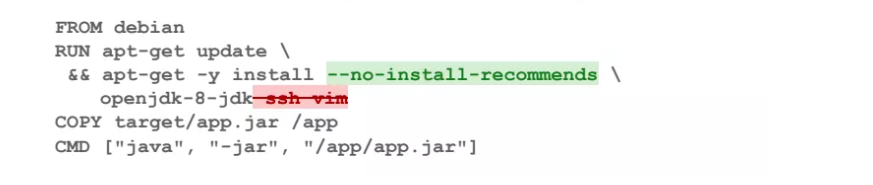 FROM debian
RUN apt-get update \
&& apt-get -y install --no-install-recommends \
openjdk-8-jdk ssh vim
COPY target/app.jar /app
CMD ["java", "-jar", "/app/app.jar"]